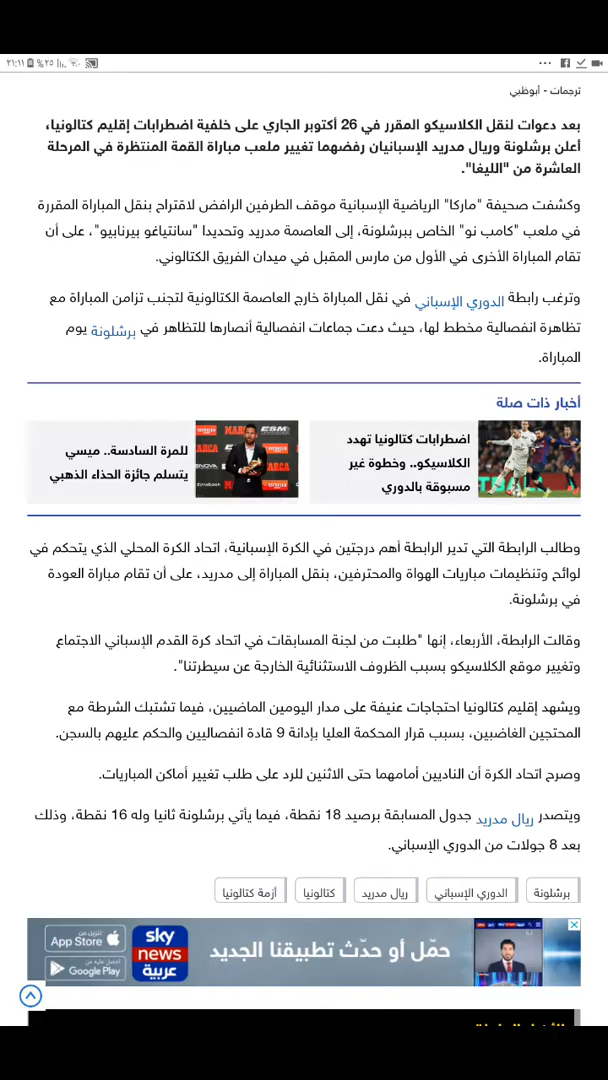 ٢١:١١ %٢٥
ترجمات - أبوظبي
بعد دعوات لنقل الكلاسيكو المقرر في 26 أكتوبر الجاري على خلفية اضطرابات إقليم كتالونيا،
أعلن برشلونة وريال مدريد الإسبانيان رفضهما تغيير ملعب مباراة القمة المنتظرة في المرحلة
العاشرة من "الليغا".
وكشفت صحيفة "ماركا" الرياضية الإسبانية موقف الطرفين الرافض لاقتراح بنقل المباراة المقررة
في ملعب "كامب نو" الخاص ببرشلونة، إلى العاصمة مدريد وتحديدا "سانتياغو بيرنابيو"، على أن
تقام المباراة الأخرى في الأول من مارس المقبل في ميدان الفريق الكتالوني.
وترغب رابطة الدوري الإسباني في نقل المباراة خارج العاصمة الكتالونية لتجنب تزامن المباراة مع
تظاهرة انفصالية مخطط لها، حيث دعت جماعات انفصالية أنصارها للتظاهر في برشلونة يوم
المباراة.
أخبار ذات صلة
اضطرابات كتالونيا تهدد
الكلاسيكو.. وخطوة غير
مسبوقة بالدوري
للمرة السادسة.. ميسي
يتسلم جائزة الحذاء الذهبي
وطالب الرابطة التي تدير الرابطة أهم درجتين في الكرة الإسبانية، اتحاد الكرة المحلي الذي يتحكم في
لوائح وتنظيمات مباريات الهواة والمحترفين، بنقل المباراة إلى مدريد، على أن تقام مباراة العودة
في برشلونة.
وقالت الرابطة، الأربعاء، إنها "طلبت من لجنة المسابقات في اتحاد كرة القدم الإسباني الاجتماع
وتغيير موقع الكلاسيكو بسبب الظروف الاستثنائية الخارجة عن سيطرتنا".
ويشهد إقليم كتالونيا احتجاجات عنيفة على مدار اليومين الماضيين، فيما تشتبك الشرطة مع
المحتجين الغاضبين، بسبب قرار المحكمة العليا بإدانة 9 قادة انفصاليين والحكم عليهم بالسجن.
وصرح اتحاد الكرة أن الناديين أمامهما حتى الاثنين للرد على طلب تغيير أماكن المباريات.
ويتصدر ريال مدريد جدول المسابقة برصيد 18 نقطة، فيما يأتي برشلونة ثانيا وله 16 نقطة، وذلك
بعد 8 جولات من الدوري الإسباني.
برشلونة
الدوري الإسباني
ريال مدريد
كتالونيا
أزمة كتالونيا
حمّل أو حدّث تطبيقنا الجديد
sky
news
عربية
تنزيل من
App Store
احصل عليه من
Google Play